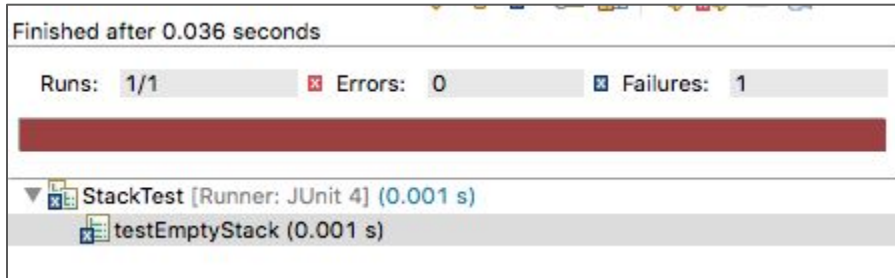 Finished after 0.036 seconds
Runs: 1/1 Errors: 0 Failures: 1
StackTest [Runner: JUnit 4] (0.001 s)
testEmptyStack (0.001 s)